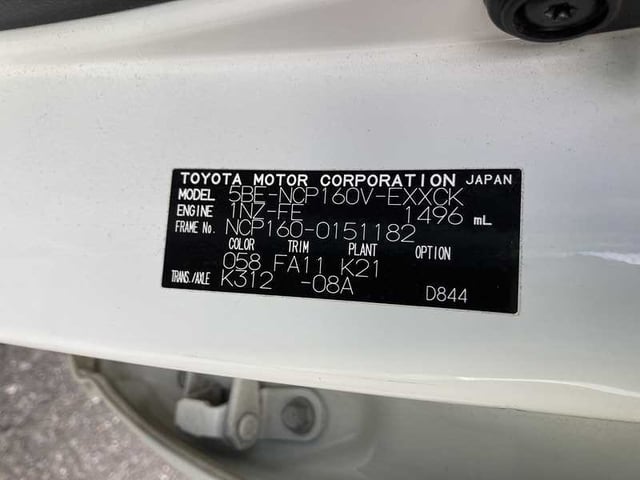 TOYOTA MOTOR CORPORATION JAPAN
MODEL 5BE-NCP160V-EXXCK
ENGINE 1NZ-FE 1496 mL
FRAME No. NCP160-0151182
COLOR TRIM PLANT OPTION
058 FA11 K21
TRANS./AXLE K312 -08A
D844